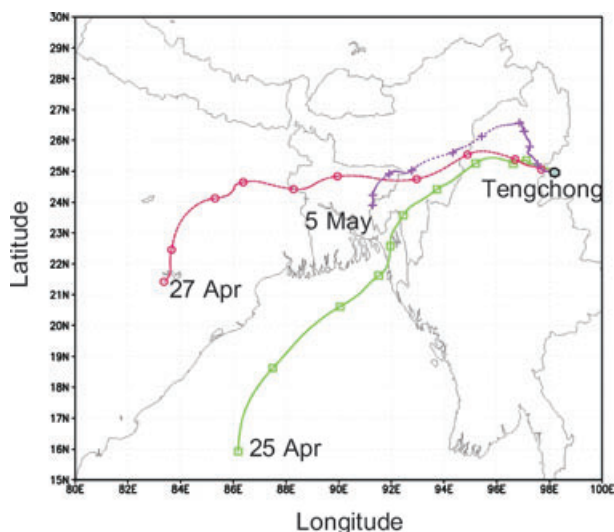 30N
29N
28N
27N
26N
25N
24N
23N
22N
21N
20N
19N
18N
17N
16N
15N
Latitude
Tengchong
5 May
27 Apr
25 Apr
80E 82E 84E 86E 88E 90E 92E 94E 96E 98E 100E
Longitude